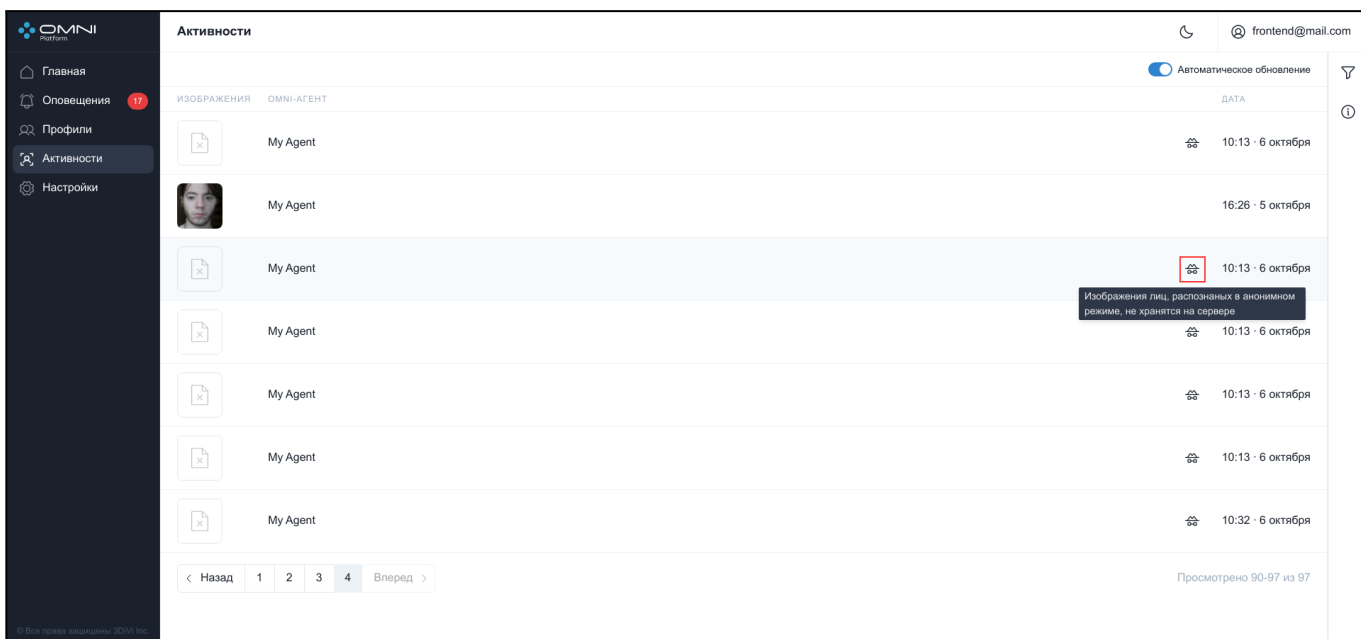 OMNI
Platform
Активности
frontend@mail.com
Главная
Оповещения 17
Профили
Активности
Настройки
Автоматическое обновление
ИЗОБРАЖЕНИЯ OMNI-АГЕНТ ДАТА
My Agent 10:13 · 6 октября
My Agent 16:26 · 5 октября
My Agent 10:13 · 6 октября
Изображения лиц, распознаных в анонимном
режиме, не хранятся на сервере
My Agent 10:13 · 6 октября
My Agent 10:13 · 6 октября
My Agent 10:13 · 6 октября
My Agent 10:32 · 6 октября
< Назад 1 2 3 4 Вперед >
Просмотрено 90-97 из 97
© Все права защищены 3DiVi Inc.